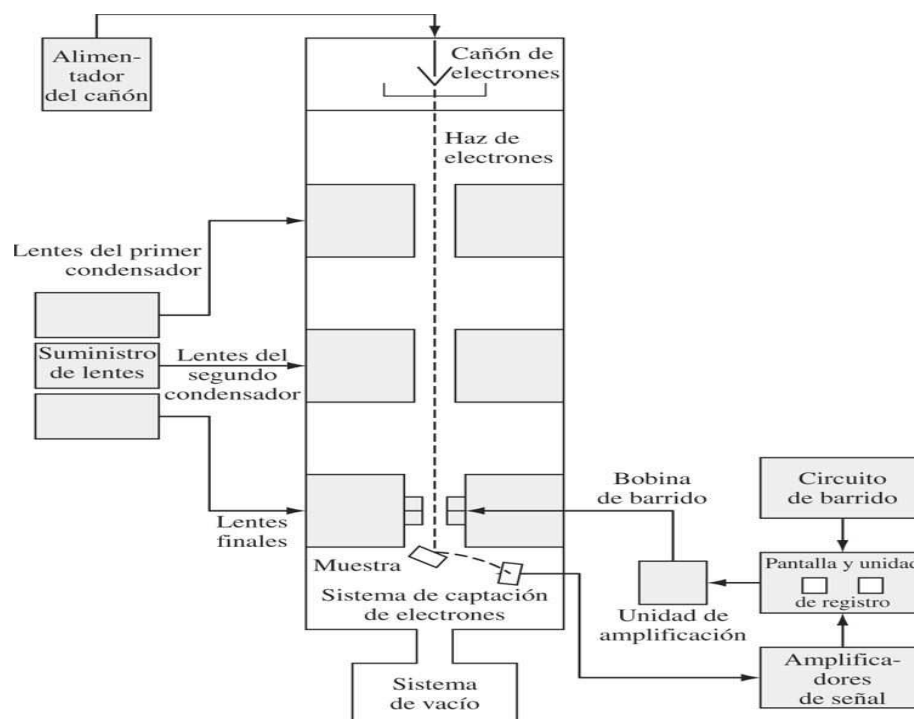 Alimen-
tador
del cañón
Cañón de
electrones
Haz de
electrones
Lentes del primer
condensador
Suministro
de lentes
Lentes del
segundo
condensador
Lentes
finales
Bobina
de barrido
Circuito
de barrido
Muestra
Pantalla y unidad
de registro
Sistema de captación
de electrones
Unidad de
amplificación
Amplifica-
dores
de señal
Sistema
de vacío